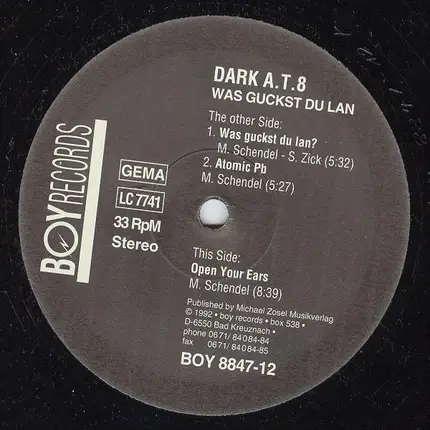 DARK A.T.8
WAS GUCKST DU LAN
The other Side:
1. Was guckst du lan?
M. Schendel - S. Zick (5:32)
2. Atomic Pb
M. Schendel (5:27)
BOY RECORDS
GEMA
LC 7741
33 RpM
Stereo
This Side:
Open Your Ears
M. Schendel (8:39)
Published by Michael Zosel Musikverlag
© 1992 • boy records • box 538 •
D-6550 Bad Kreuznach •
phone 0671/ 84084-84
fax 0671/ 84084-85
BOY 8847-12